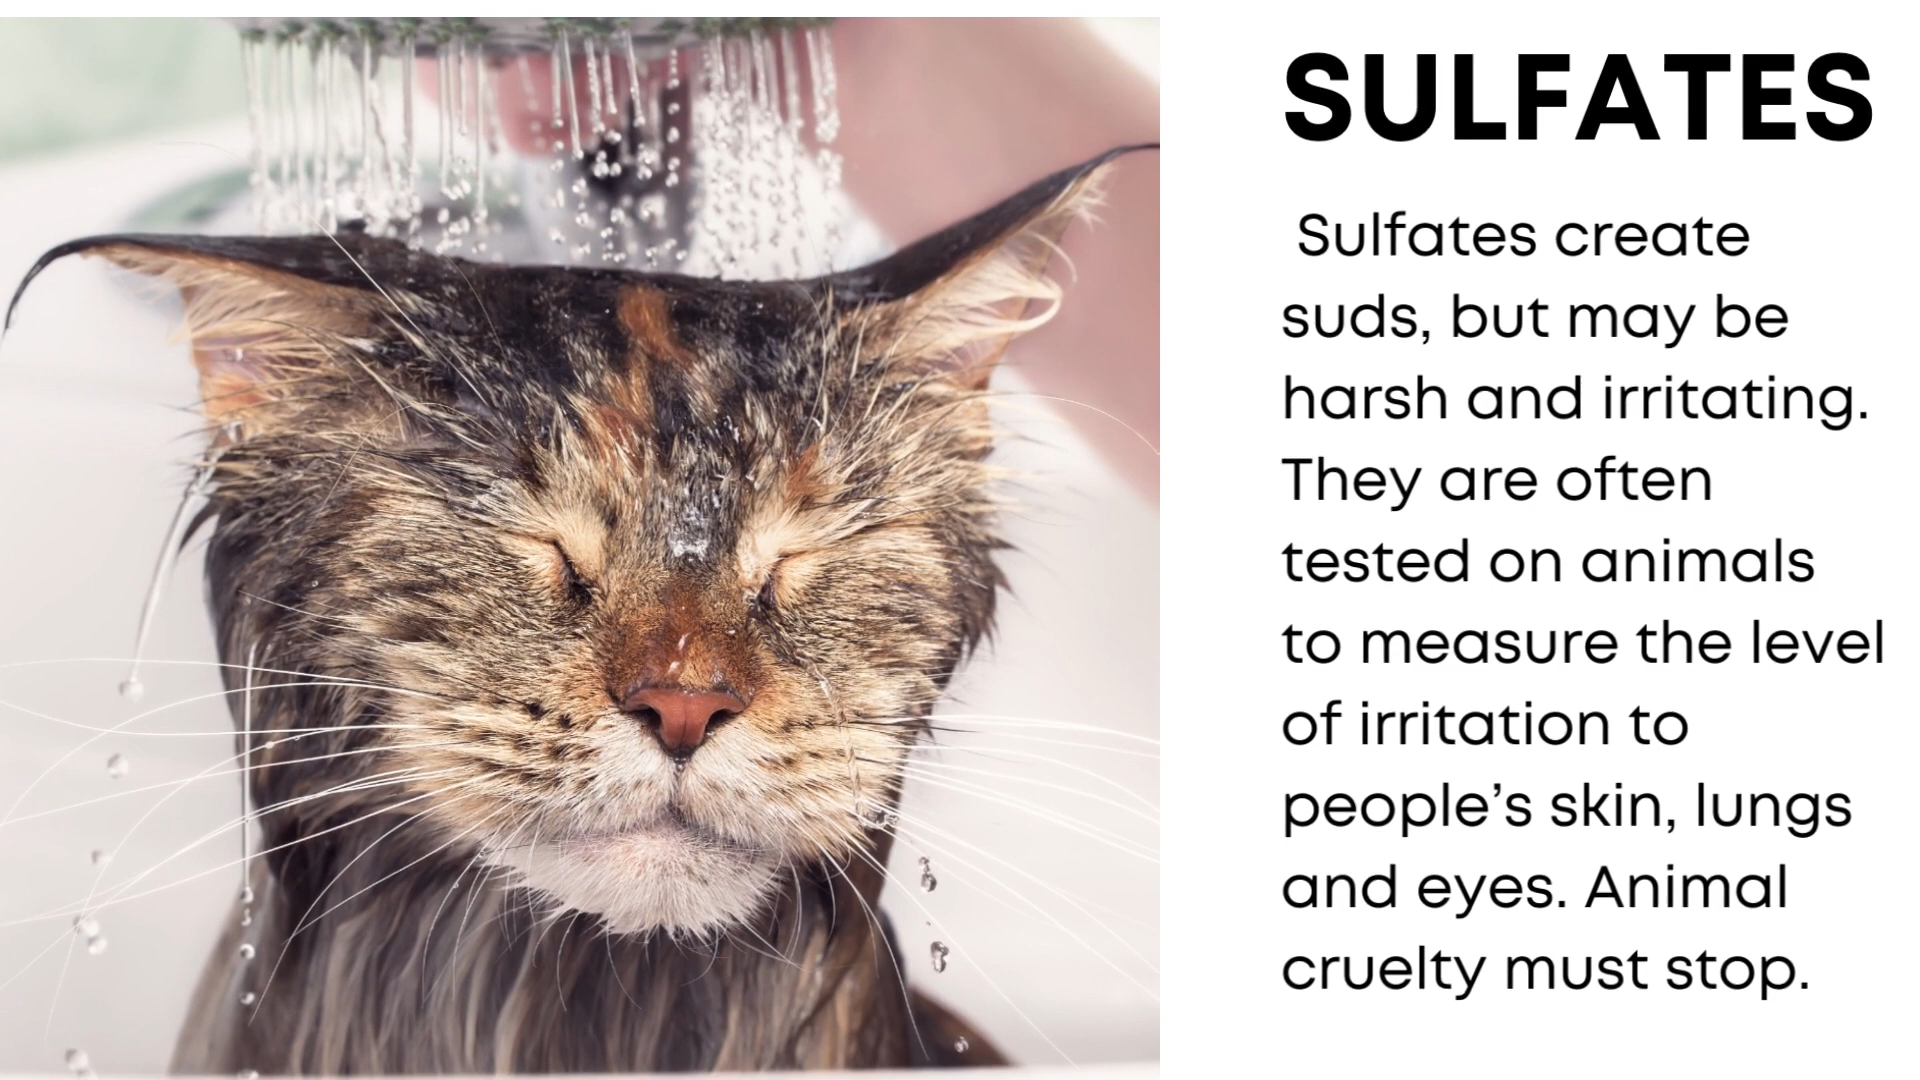 SULFATES
Sulfates create
suds, but may be
harsh and irritating.
They are often
tested on animals
to measure the level
of irritation to
people’s skin, lungs
and eyes. Animal
cruelty must stop.